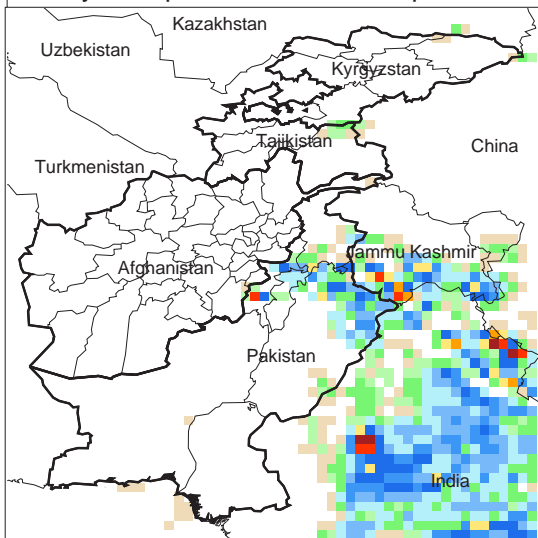 Kazakhstan
Uzbekistan
Kyrgyzstan
Tajikistan
China
Turkmenistan
Jammu Kashmir
Afghanistan
Pakistan
India